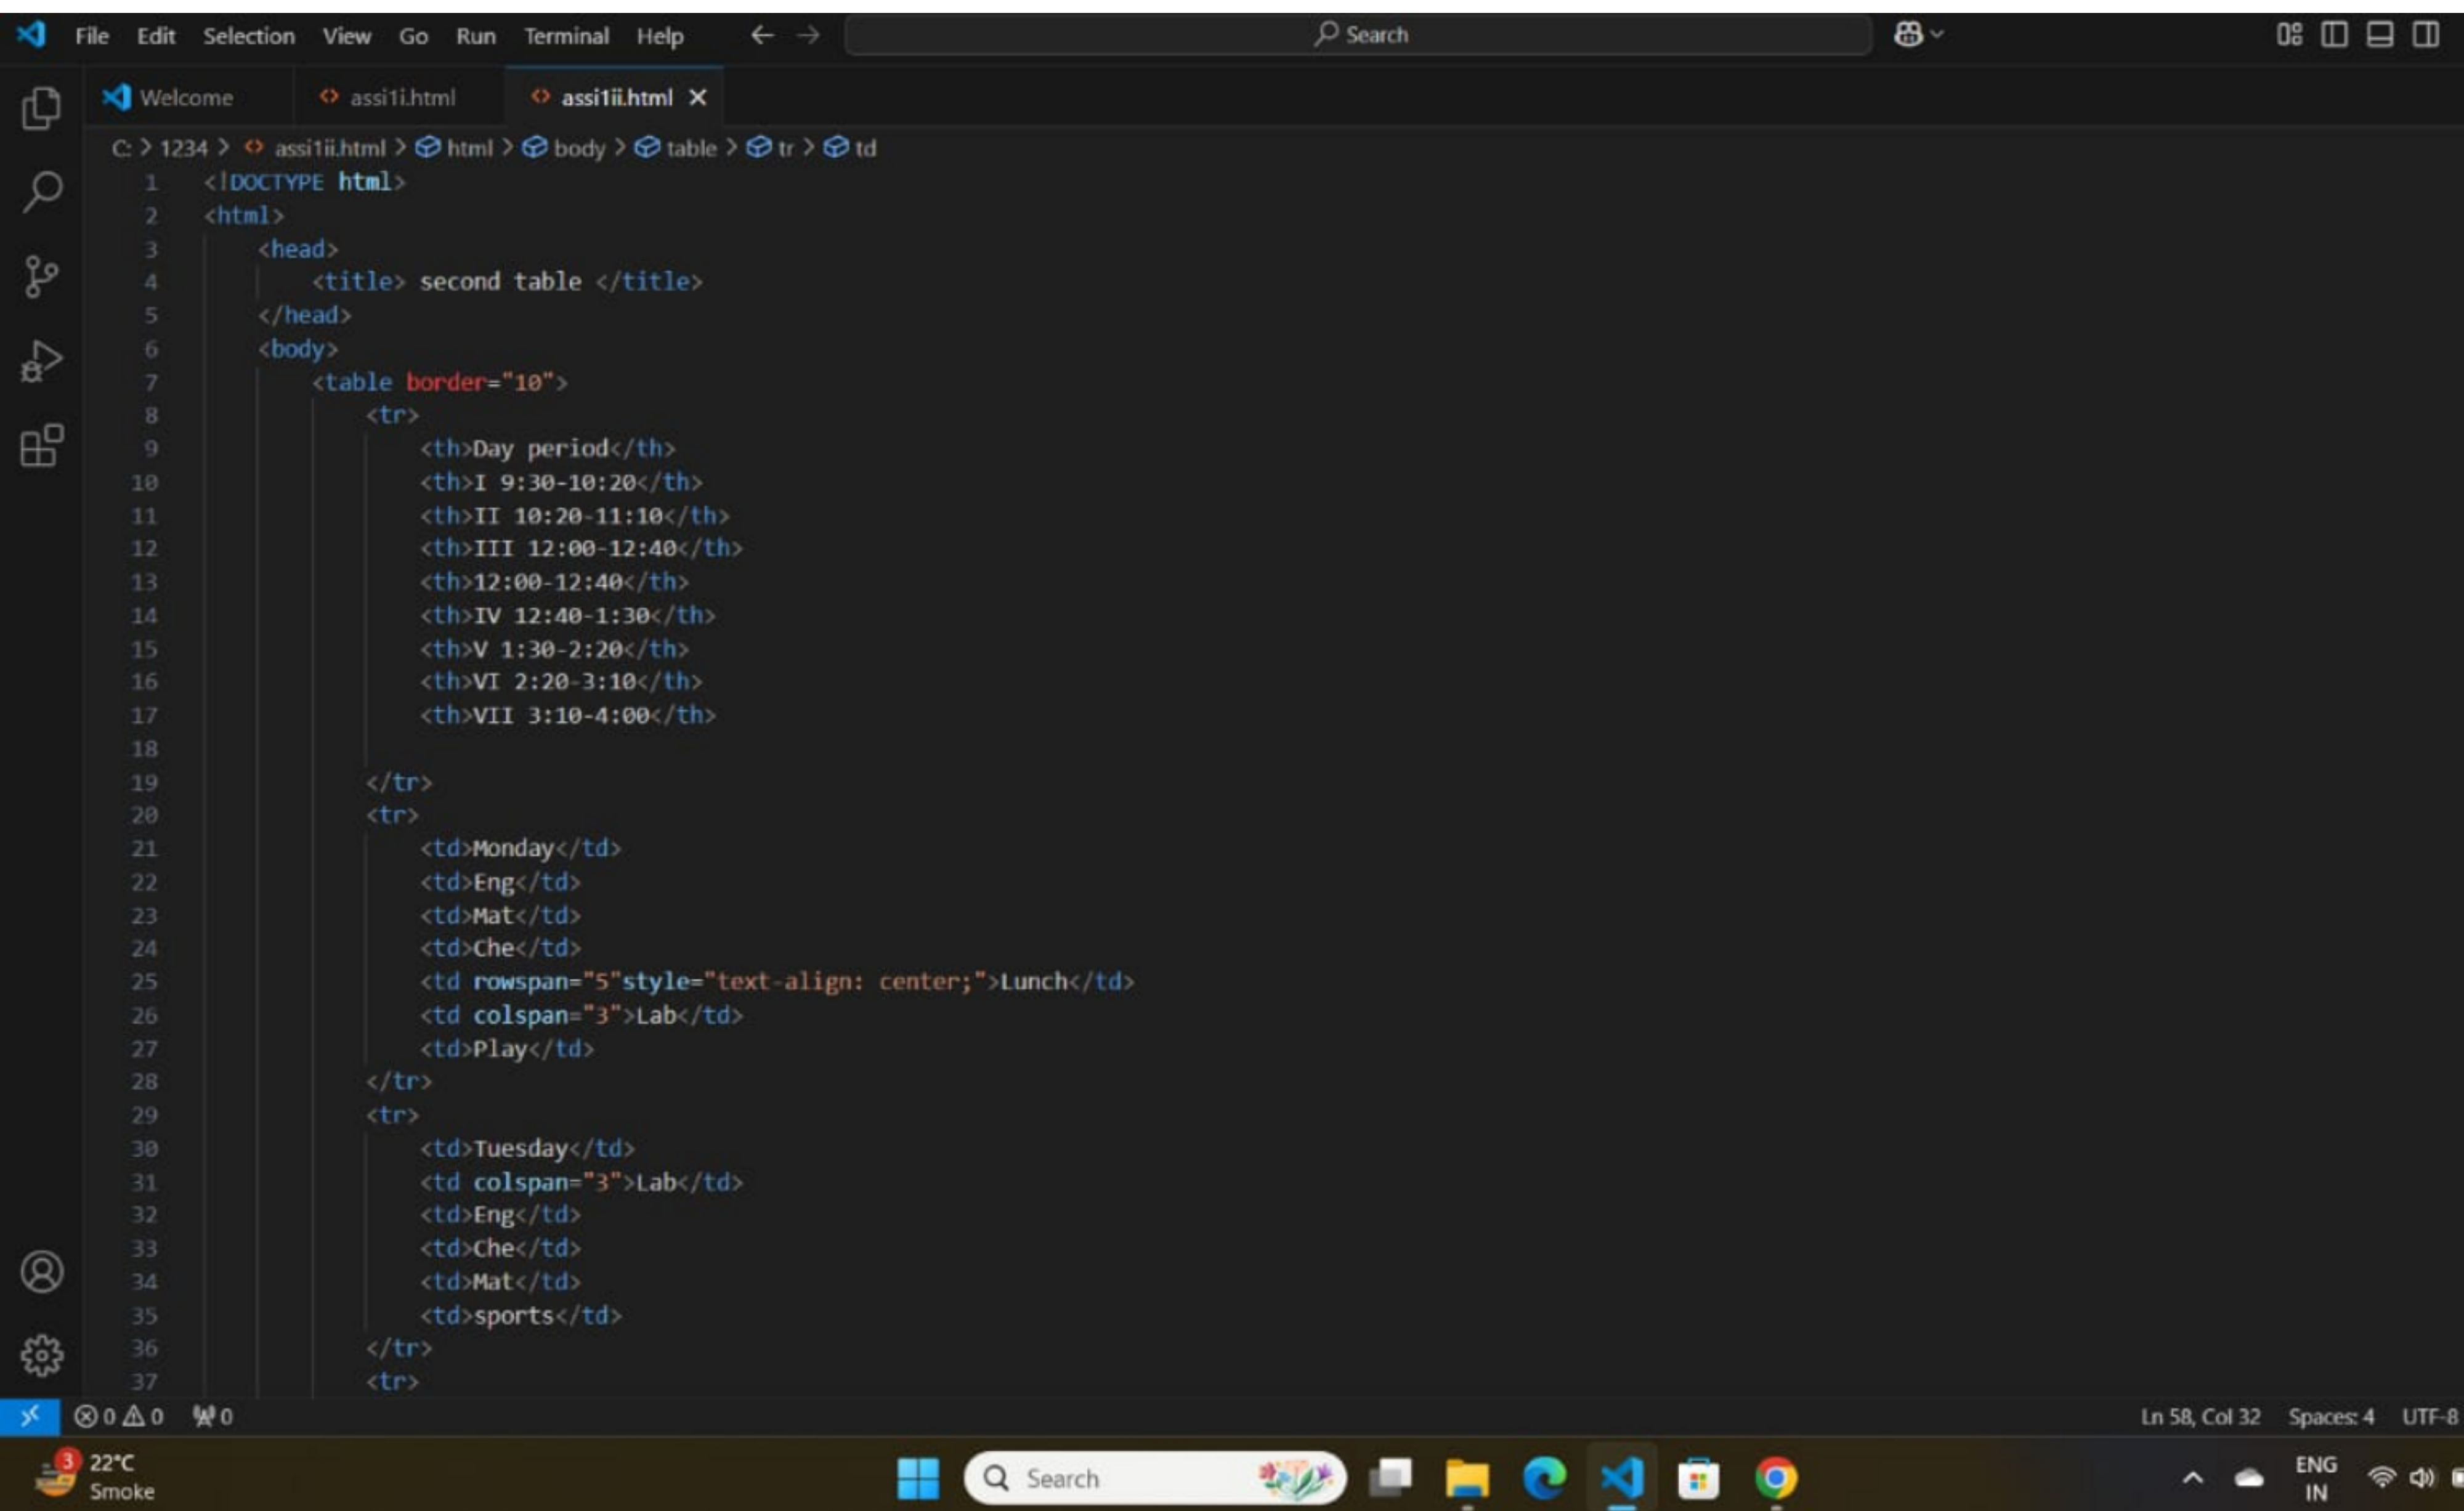 File Edit Selection View Go Run Terminal Help Search
Welcome assi1i.html assi1ii.html
C: > 1234 > assi1ii.html > html > body > table > tr > td
1 <!DOCTYPE html>
2 <html>
3 <head>
4 <title> second table </title>
5 </head>
6 <body>
7 <table border="10">
8 <tr>
9 <th>Day period</th>
10 <th>I 9:30-10:20</th>
11 <th>II 10:20-11:10</th>
12 <th>III 12:00-12:40</th>
13 <th>12:00-12:40</th>
14 <th>IV 12:40-1:30</th>
15 <th>V 1:30-2:20</th>
16 <th>VI 2:20-3:10</th>
17 <th>VII 3:10-4:00</th>
18
19 </tr>
20 <tr>
21 <td>Monday</td>
22 <td>Eng</td>
23 <td>Mat</td>
24 <td>Che</td>
25 <td rowspan="5"style="text-align: center;">Lunch</td>
26 <td colspan="3">Lab</td>
27 <td>Play</td>
28 </tr>
29 <tr>
30 <td>Tuesday</td>
31 <td colspan="3">Lab</td>
32 <td>Eng</td>
33 <td>Che</td>
34 <td>Mat</td>
35 <td>sports</td>
36 </tr>
37 <tr>
0 0 0 Ln 58, Col 32 Spaces: 4 UTF-8
3 22°C Search ENG
Smoke IN